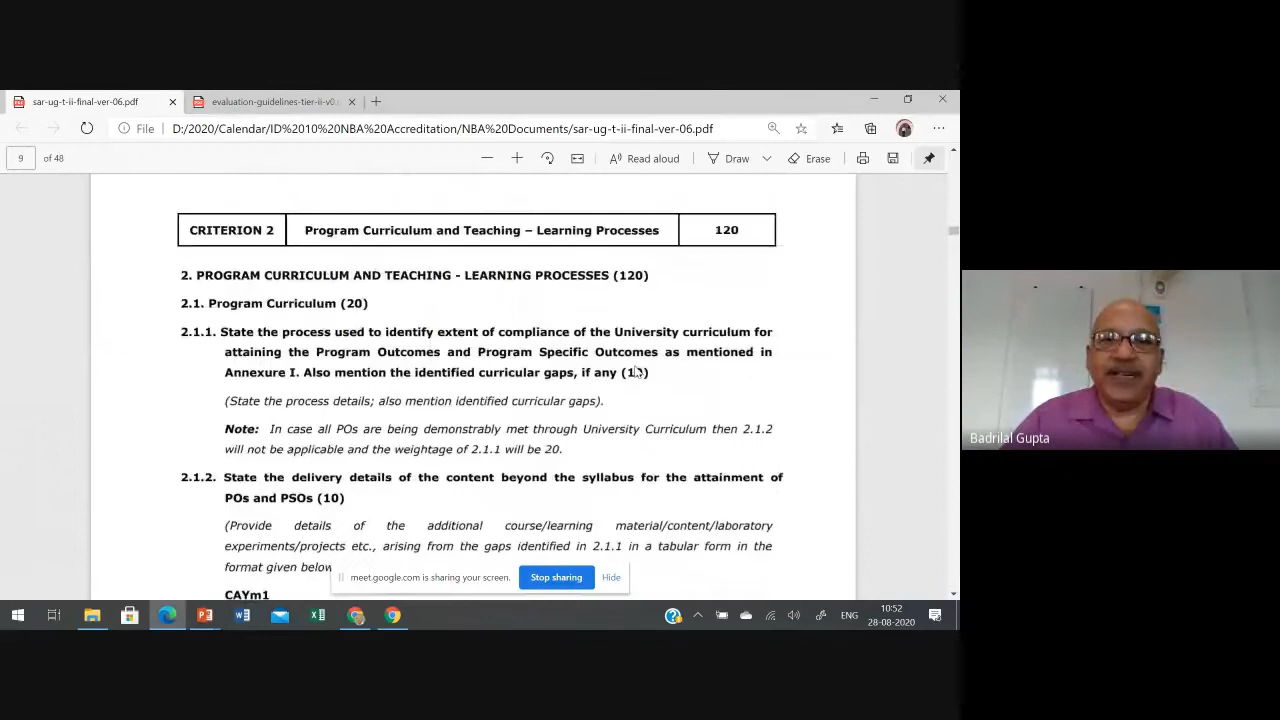 sar-ug-t-ii-final-ver-06.pdf
evaluation-guidelines-tier-ii-v0.
File D:/2020/Calendar/ID%2010%20NBA%20Accreditation/NBA%20Documents/sar-ug-t-ii-final-ver-06.pdf
9 of 48 Read aloud Draw Erase
CRITERION 2 Program Curriculum and Teaching – Learning Processes 120
2. PROGRAM CURRICULUM AND TEACHING - LEARNING PROCESSES (120)
2.1. Program Curriculum (20)
2.1.1. State the process used to identify extent of compliance of the University curriculum for
attaining the Program Outcomes and Program Specific Outcomes as mentioned in
Annexure I. Also mention the identified curricular gaps, if any
(State the process details; also mention identified curricular gaps).
Note: In case all POs are being demonstrably met through University Curriculum then 2.1.2
will not be applicable and the weightage of 2.1.1 will be 20.
2.1.2. State the delivery details of the content beyond the syllabus for the attainment of
POs and PSOs (10)
(Provide details of the additional course/learning material/content/laboratory
experiments/projects etc., arising from the gaps identified in 2.1.1 in a tabular form in the
format given below
CAYm1
meet.google.com is sharing your screen. Stop sharing Hide
Badrilal Gupta
ENG 10:52
28-08-2020